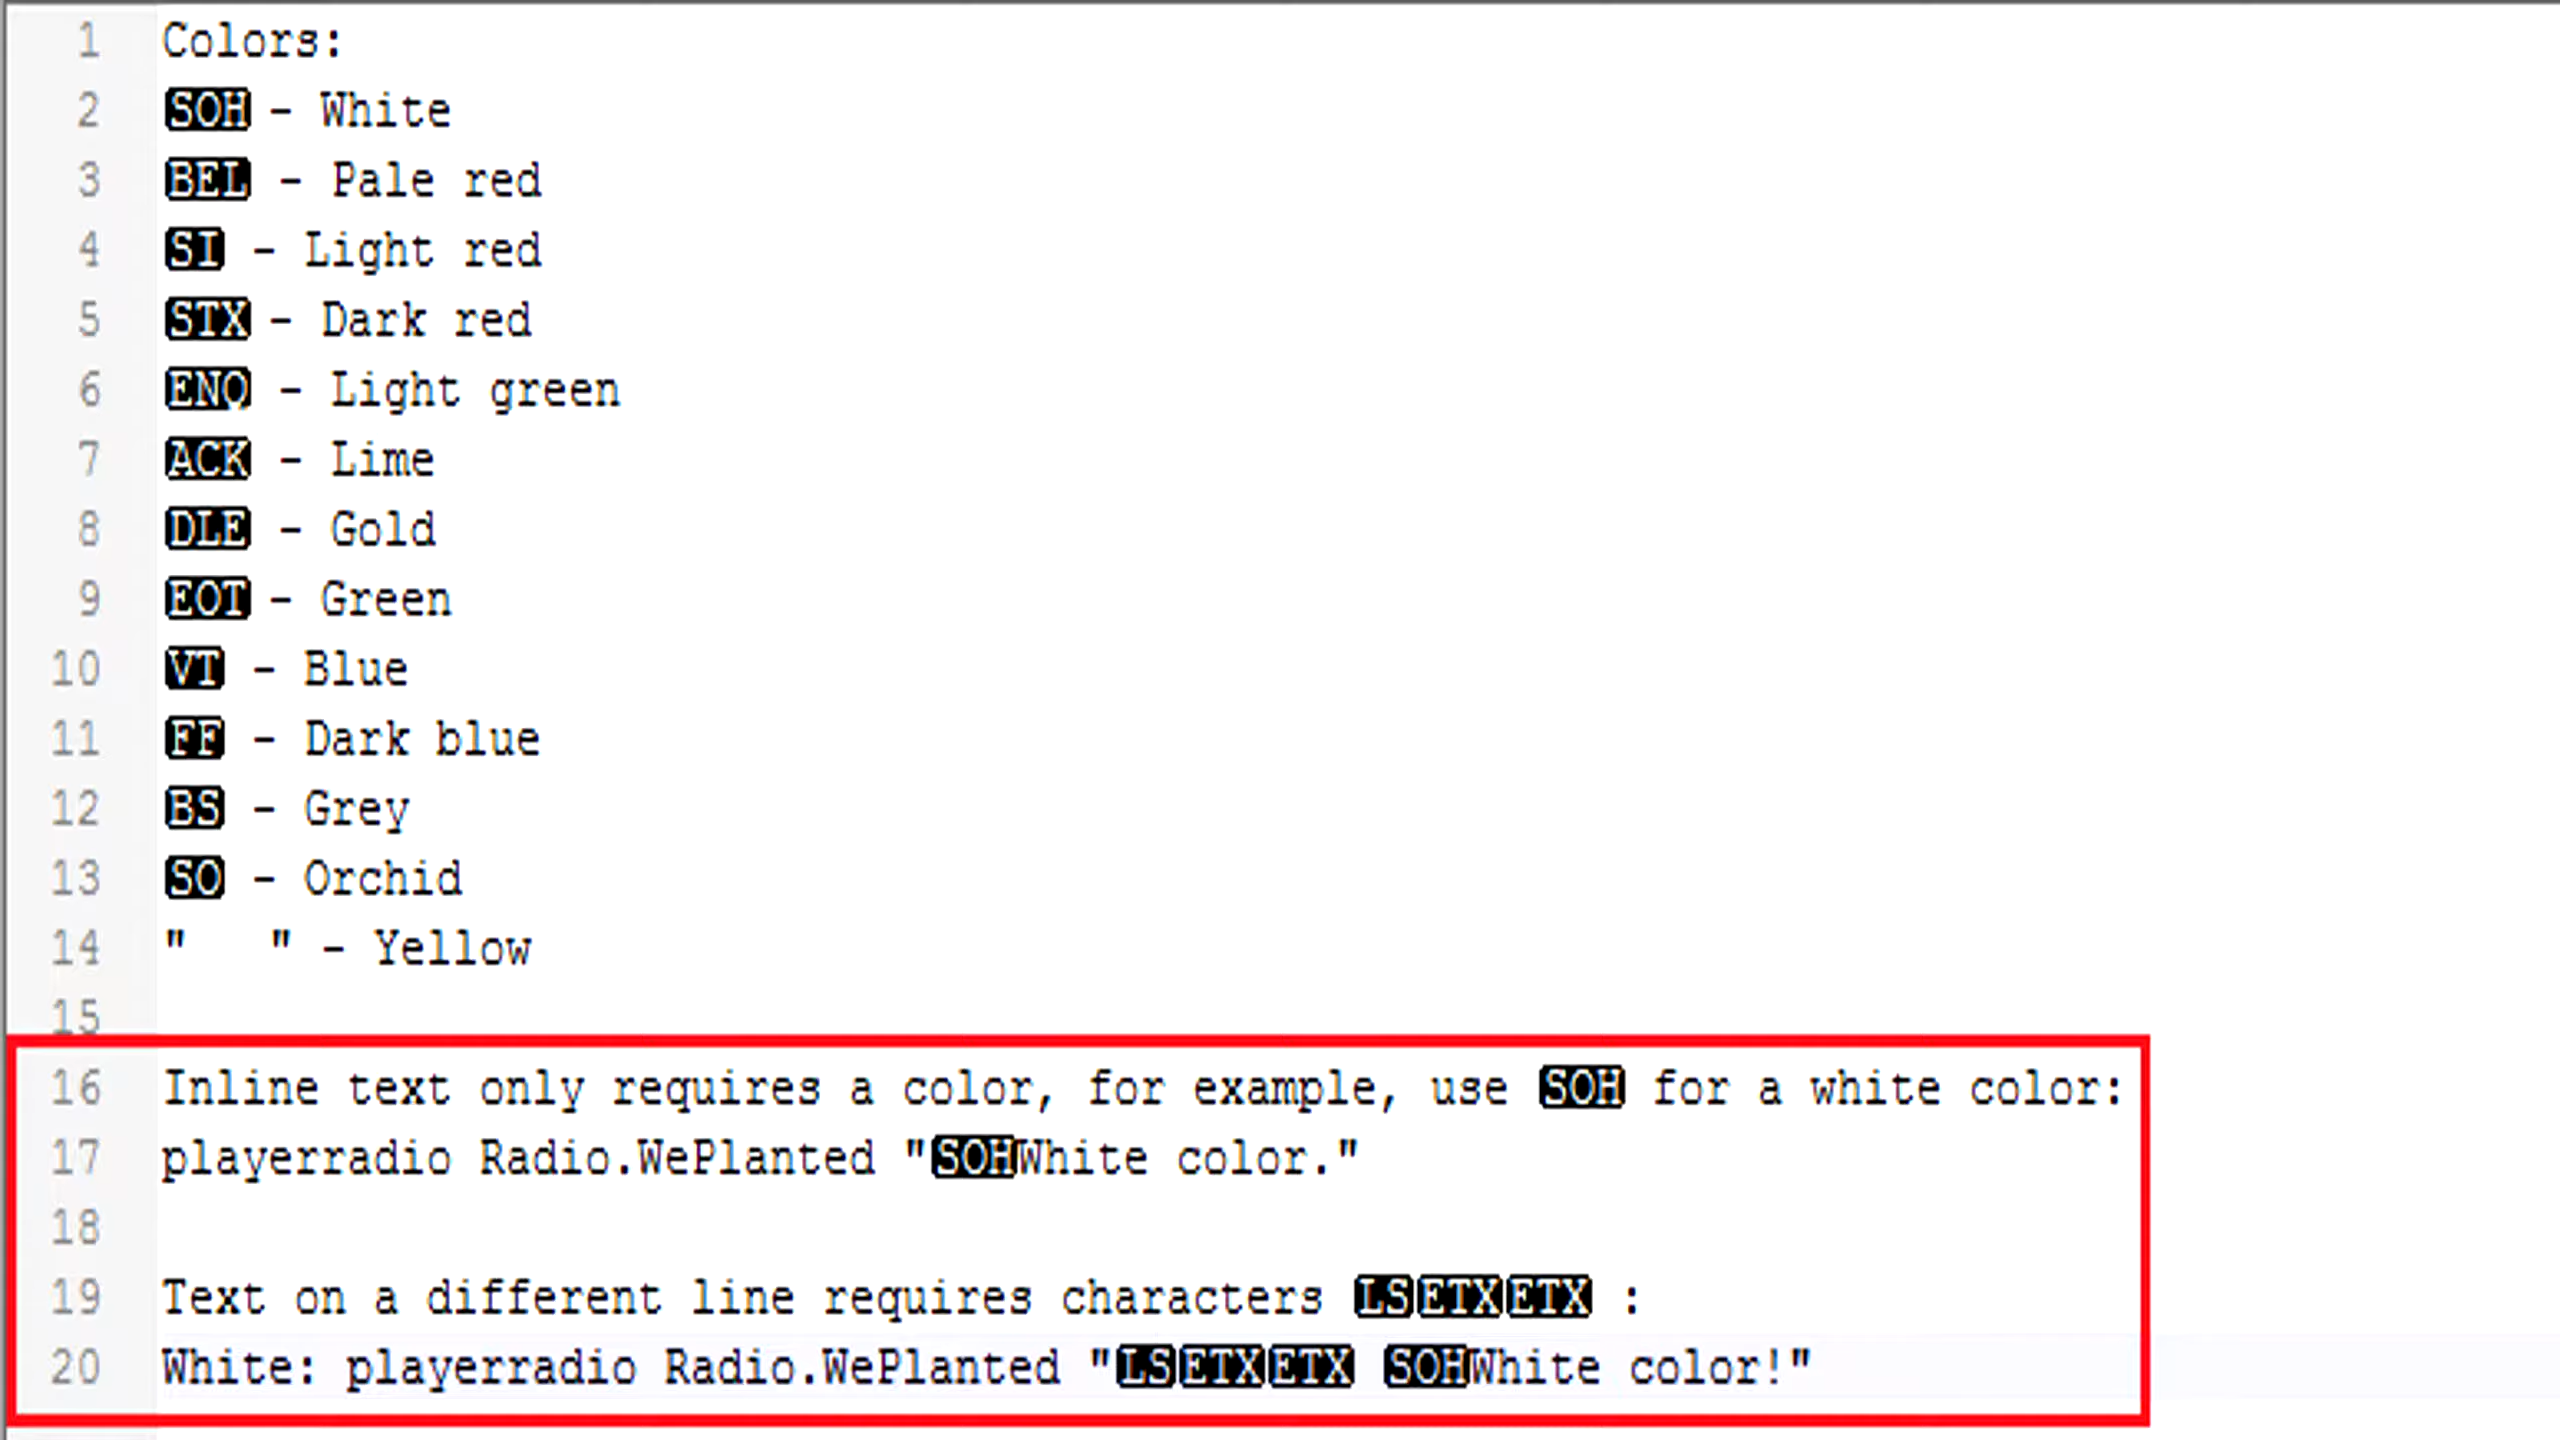 1 Colors:
2 SOH - White
3 BEL - Pale red
4 SI - Light red
5 STX - Dark red
6 ENQ - Light green
7 ACK - Lime
8 DLE - Gold
9 EOT - Green
10 VT - Blue
11 FF - Dark blue
12 BS - Grey
13 SO - Orchid
14 "   " - Yellow
15
16 Inline text only requires a color, for example, use SOH for a white color:
17 playerradio Radio.WePlanted "SOHWhite color."
18
19 Text on a different line requires characters LSETXETX :
20 White: playerradio Radio.WePlanted "LSETXETX SOHWhite color!"